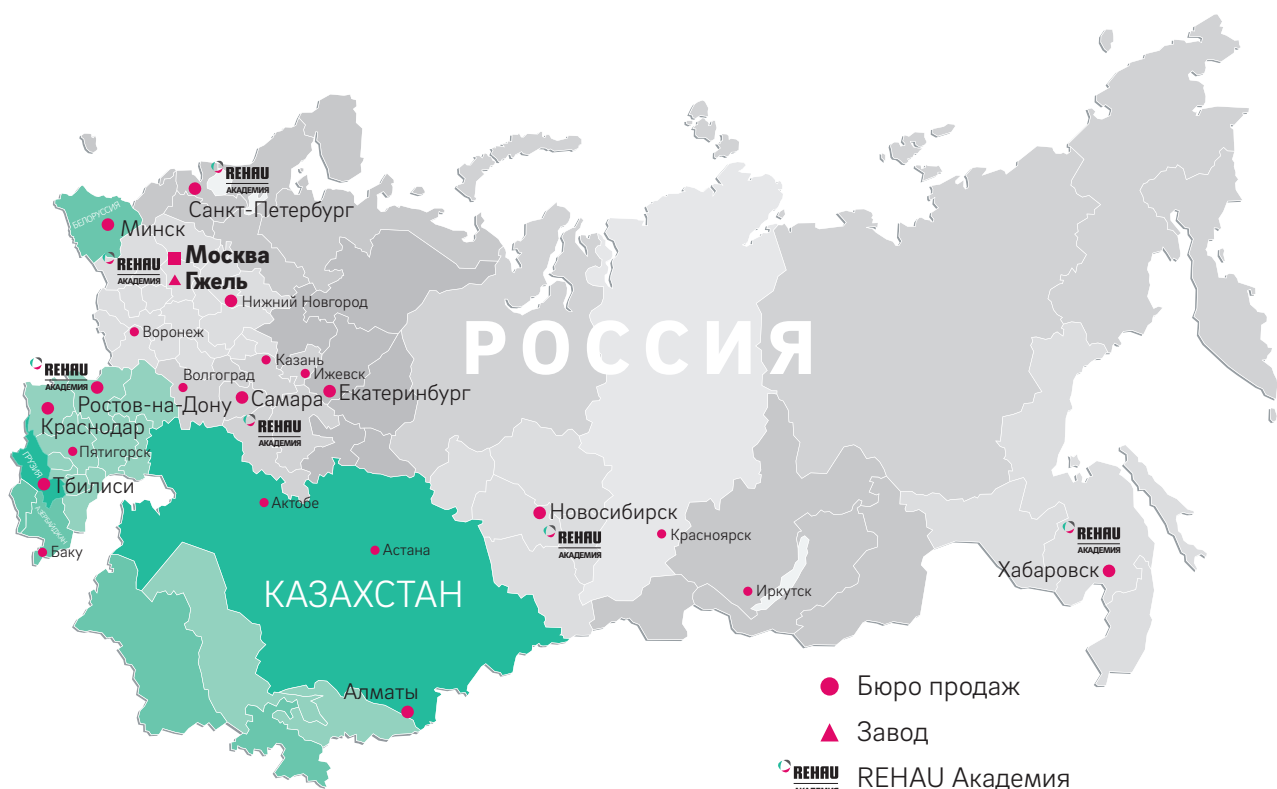 REHAU
АКАДЕМИЯ
Санкт-Петербург
БЕЛОРУССИЯ
Минск
REHAU
АКАДЕМИЯ
Москва
Гжель
Нижний Новгород
РОССИЯ
Воронеж
Казань
Ижевск
Волгоград
Екатеринбург
REHAU
АКАДЕМИЯ
Ростов-на-Дону
Самара
REHAU
АКАДЕМИЯ
Краснодар
Пятигорск
ГРУЗИЯ
Тбилиси
АЗЕРБАЙДЖАН
Баку
Актобе
Астана
КАЗАХСТАН
Алматы
Новосибирск
REHAU
АКАДЕМИЯ
Красноярск
Иркутск
REHAU
АКАДЕМИЯ
Хабаровск
Бюро продаж
Завод
REHAU
АКАДЕМИЯ
REHAU Академия